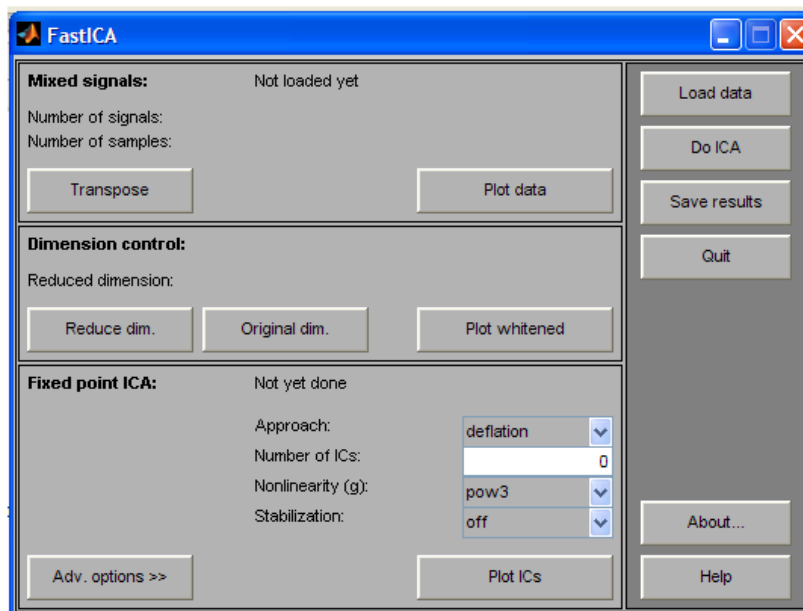 FastICA
Mixed signals: Not loaded yet
Number of signals:
Number of samples:
Transpose Plot data
Dimension control:
Reduced dimension:
Reduce dim. Original dim. Plot whitened
Fixed point ICA: Not yet done
Approach: deflation
Number of ICs: 0
Nonlinearity (g): pow3
Stabilization: off
Adv. options >> Plot ICs
Load data
Do ICA
Save results
Quit
About...
Help